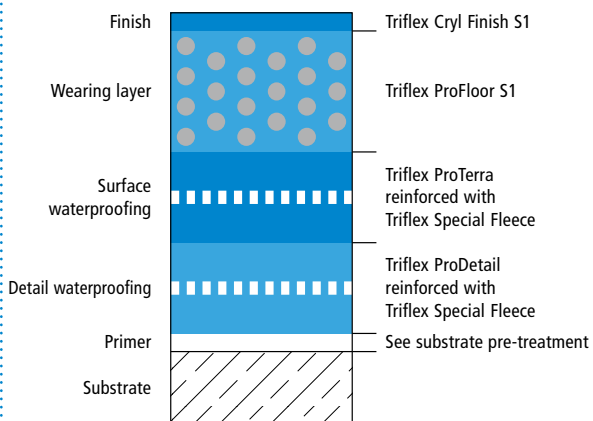 Finish
Triflex Cryl Finish S1
Wearing layer
Triflex ProFloor S1
Surface
waterproofing
Triflex ProTerra
reinforced with
Triflex Special Fleece
Detail waterproofing
Triflex ProDetail
reinforced with
Triflex Special Fleece
Primer
See substrate pre-treatment
Substrate